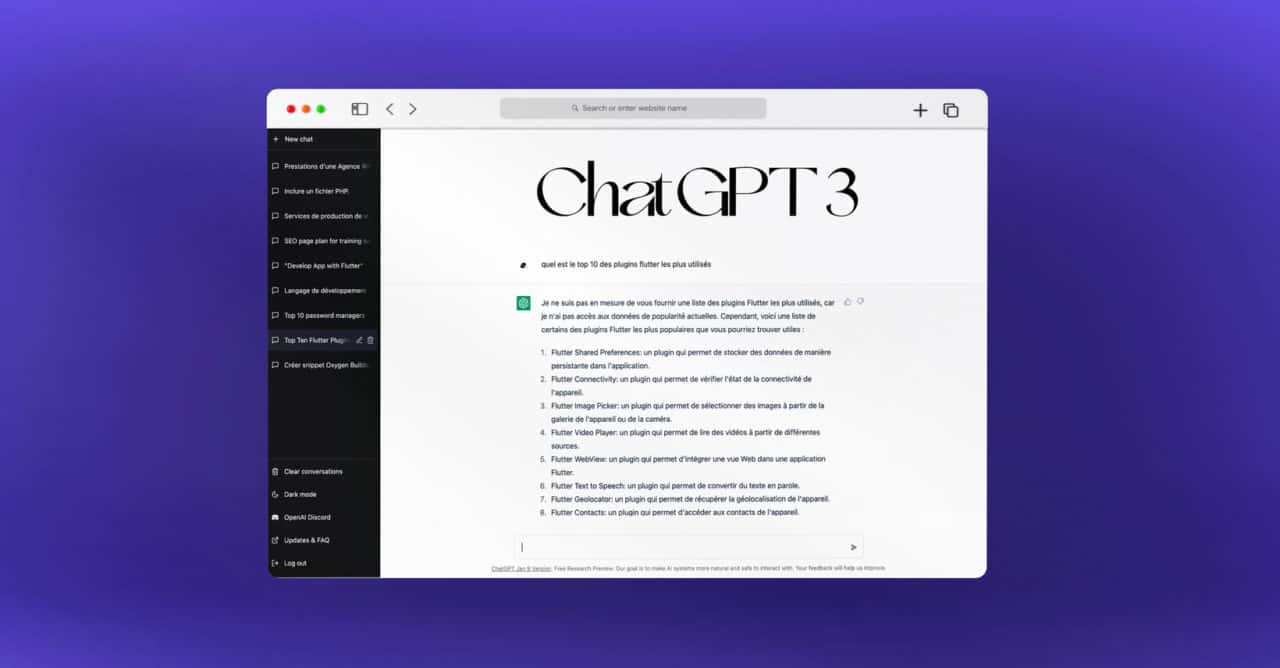 Search or enter website name
New chat
Prestations d'une Agence
Inclure un fichier PHP.
Services de production de
SEO page plan for training
"Develop App with Flutter"
Langage de développement
Top 10 password managers
Top Ten Flutter Plugin
Créer snippet Oxygen Builde
Clear conversations
Dark mode
OpenAI Discord
Updates & FAQ
Log out
ChatGPT 3
quel est le top 10 des plugins flutter les plus utilisés
Je ne suis pas en mesure de vous fournir une liste des plugins Flutter les plus utilisés, car
je n'ai pas accès aux données de popularité actuelles. Cependant, voici une liste de
certains des plugins Flutter les plus populaires que vous pourriez trouver utiles :
1. Flutter Shared Preferences: un plugin qui permet de stocker des données de manière
persistante dans l'application.
2. Flutter Connectivity: un plugin qui permet de vérifier l'état de la connectivité de
l'appareil.
3. Flutter Image Picker: un plugin qui permet de sélectionner des images à partir de la
galerie de l'appareil ou de la caméra.
4. Flutter Video Player: un plugin qui permet de lire des vidéos à partir de différentes
sources.
5. Flutter WebView: un plugin qui permet d'intégrer une vue Web dans une application
Flutter.
6. Flutter Text to Speech: un plugin qui permet de convertir du texte en parole.
7. Flutter Geolocator: un plugin qui permet de récupérer la géolocalisation de l'appareil.
8. Flutter Contacts: un plugin qui permet d'accéder aux contacts de l'appareil.
ChatGPT Jan 9 Version. Free Research Preview. Our goal is to make AI systems more natural and safe to interact with. Your feedback will help us improve.